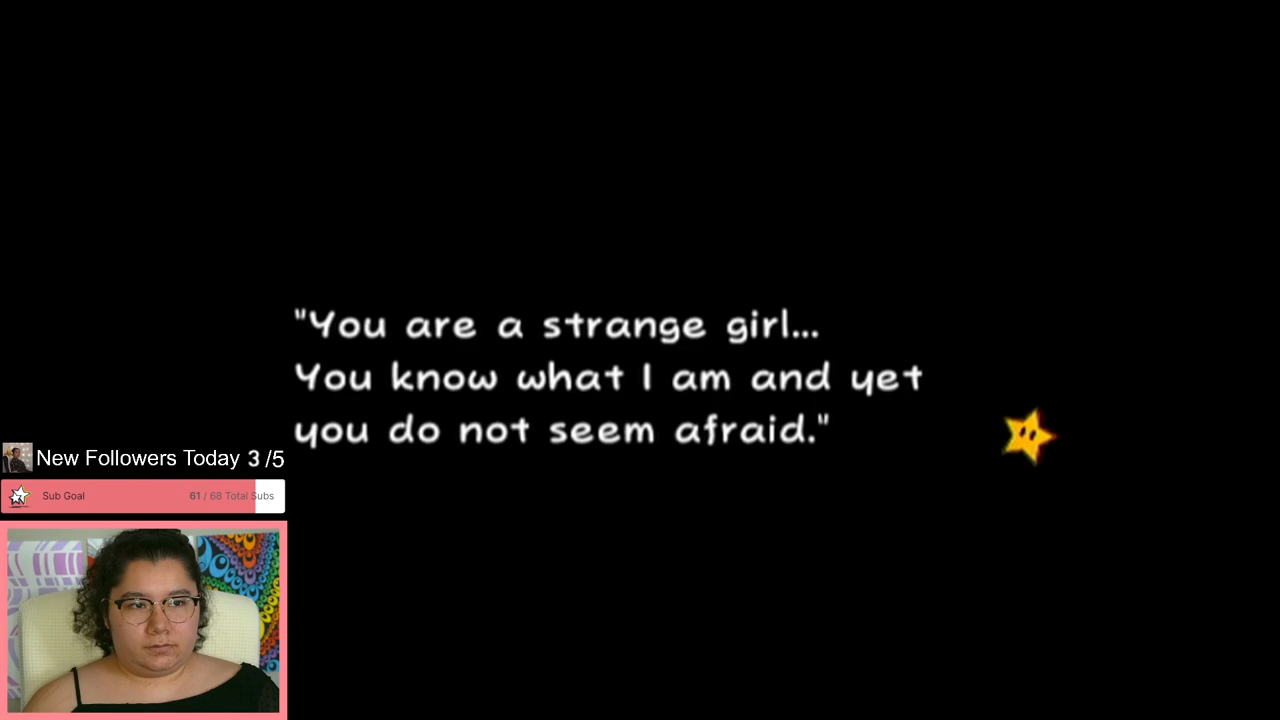 "You are a strange girl...
You know what I am and yet
you do not seem afraid."
New Followers Today 3 /5
Sub Goal 61 / 68 Total Subs